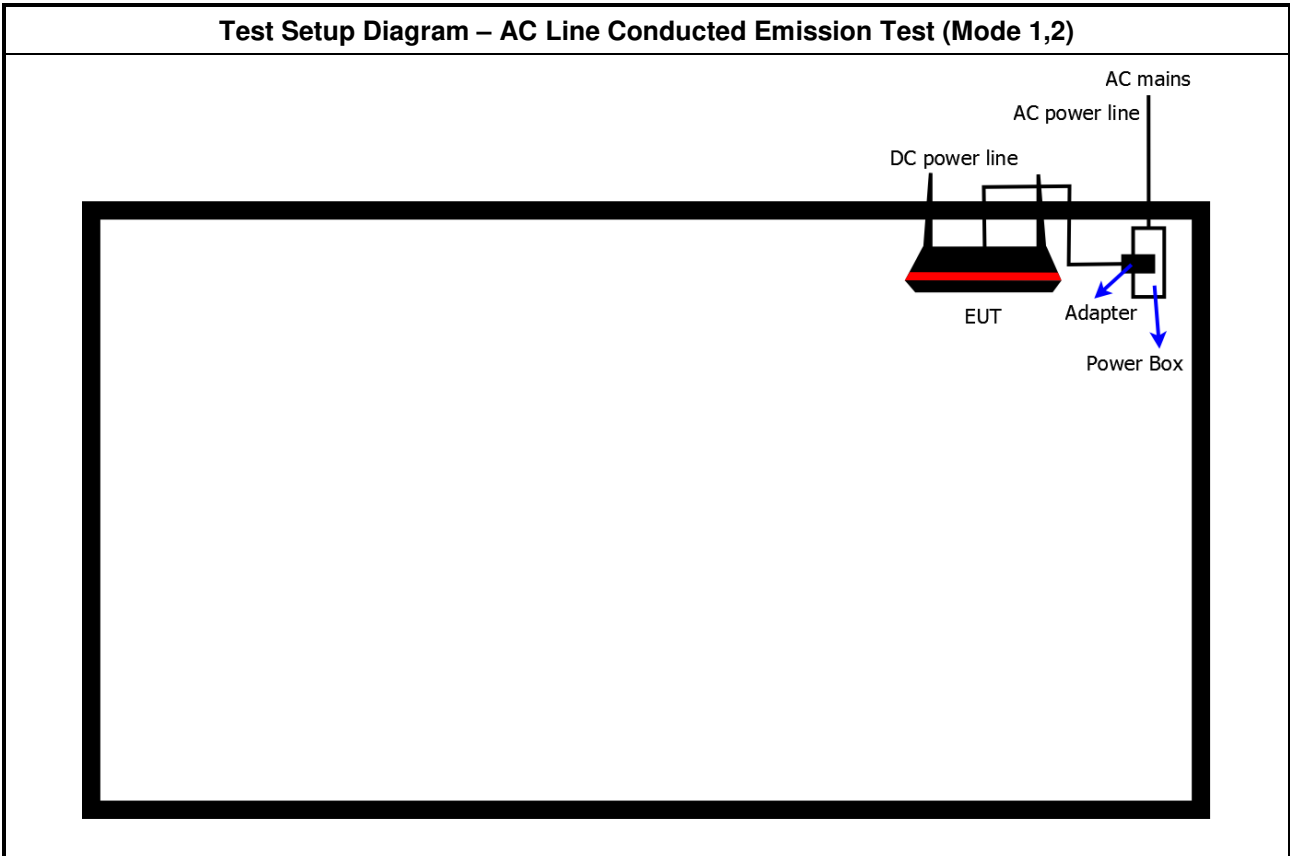 Test Setup Diagram – AC Line Conducted Emission Test (Mode 1,2)
AC mains
AC power line
DC power line
EUT
Adapter
Power Box